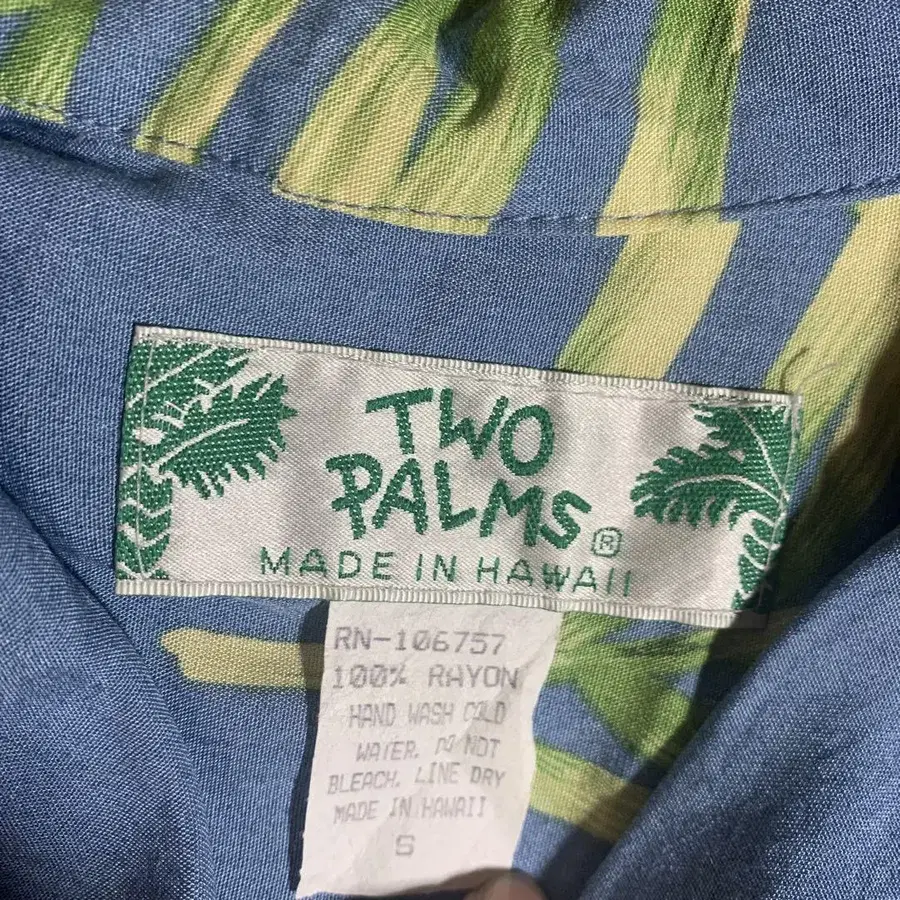 TWO
PALMS®
MADE IN HAWAII
RN-106757
100% RAYON
HAND WASH COLD
WATER. DO NOT
BLEACH. LINE DRY
MADE IN HAWAII
S